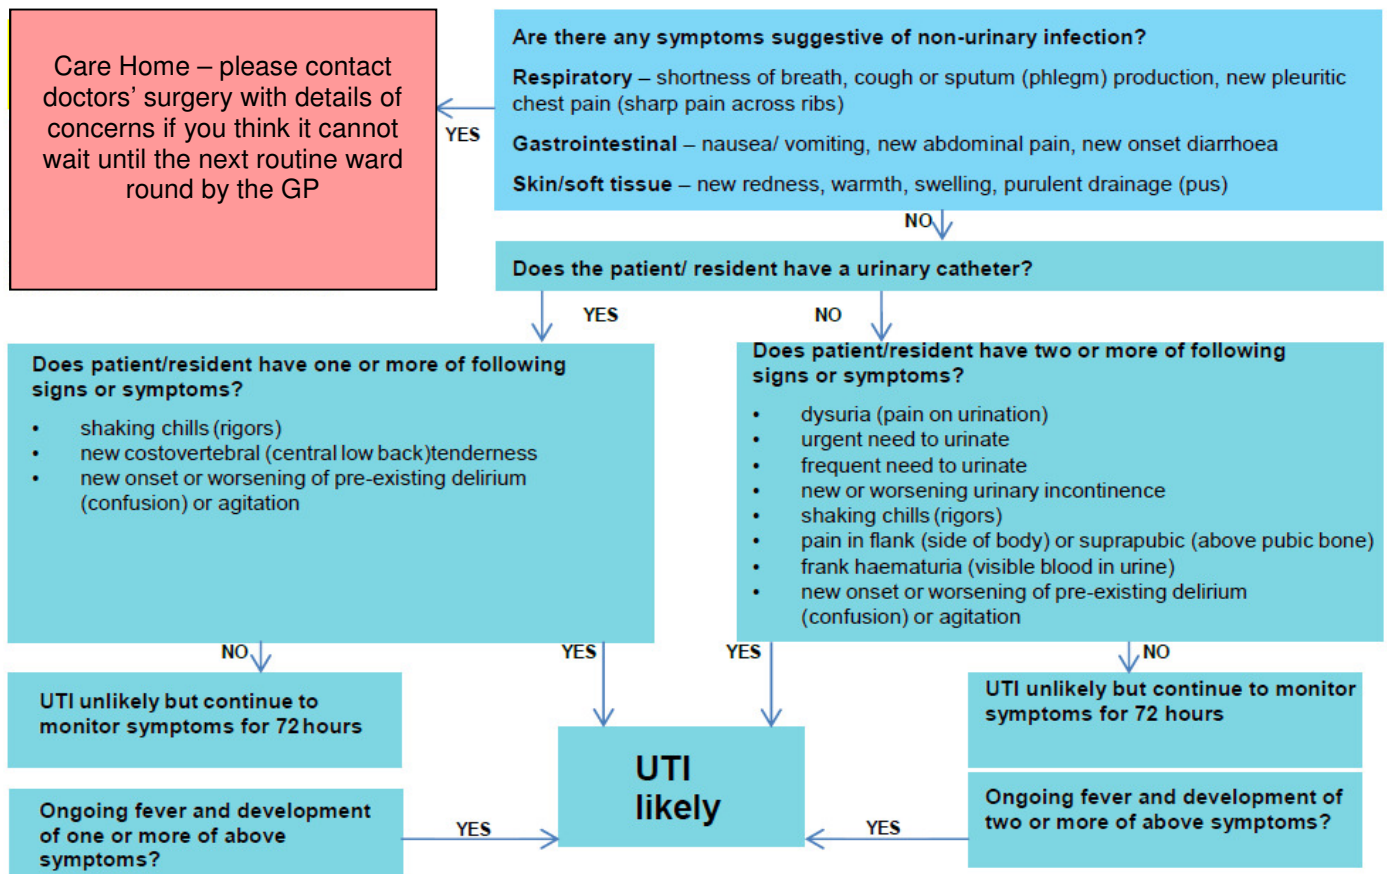 Care Home – please contact
doctors’ surgery with details of
concerns if you think it cannot
wait until the next routine ward
round by the GP
YES
Are there any symptoms suggestive of non-urinary infection?
Respiratory – shortness of breath, cough or sputum (phlegm) production, new pleuritic
chest pain (sharp pain across ribs)
Gastrointestinal – nausea/ vomiting, new abdominal pain, new onset diarrhoea
Skin/soft tissue – new redness, warmth, swelling, purulent drainage (pus)
NO
Does the patient/ resident have a urinary catheter?
YES
NO
Does patient/resident have one or more of following
signs or symptoms?
• shaking chills (rigors)
• new costovertebral (central low back)tenderness
• new onset or worsening of pre-existing delirium
(confusion) or agitation
Does patient/resident have two or more of following
signs or symptoms?
• dysuria (pain on urination)
• urgent need to urinate
• frequent need to urinate
• new or worsening urinary incontinence
• shaking chills (rigors)
• pain in flank (side of body) or suprapubic (above pubic bone)
• frank haematuria (visible blood in urine)
• new onset or worsening of pre-existing delirium
(confusion) or agitation
NO
YES
YES
NO
UTI unlikely but continue to
monitor symptoms for 72 hours
UTI
likely
UTI unlikely but continue to monitor
symptoms for 72 hours
Ongoing fever and development
of one or more of above
symptoms?
YES
YES
Ongoing fever and development of
two or more of above symptoms?